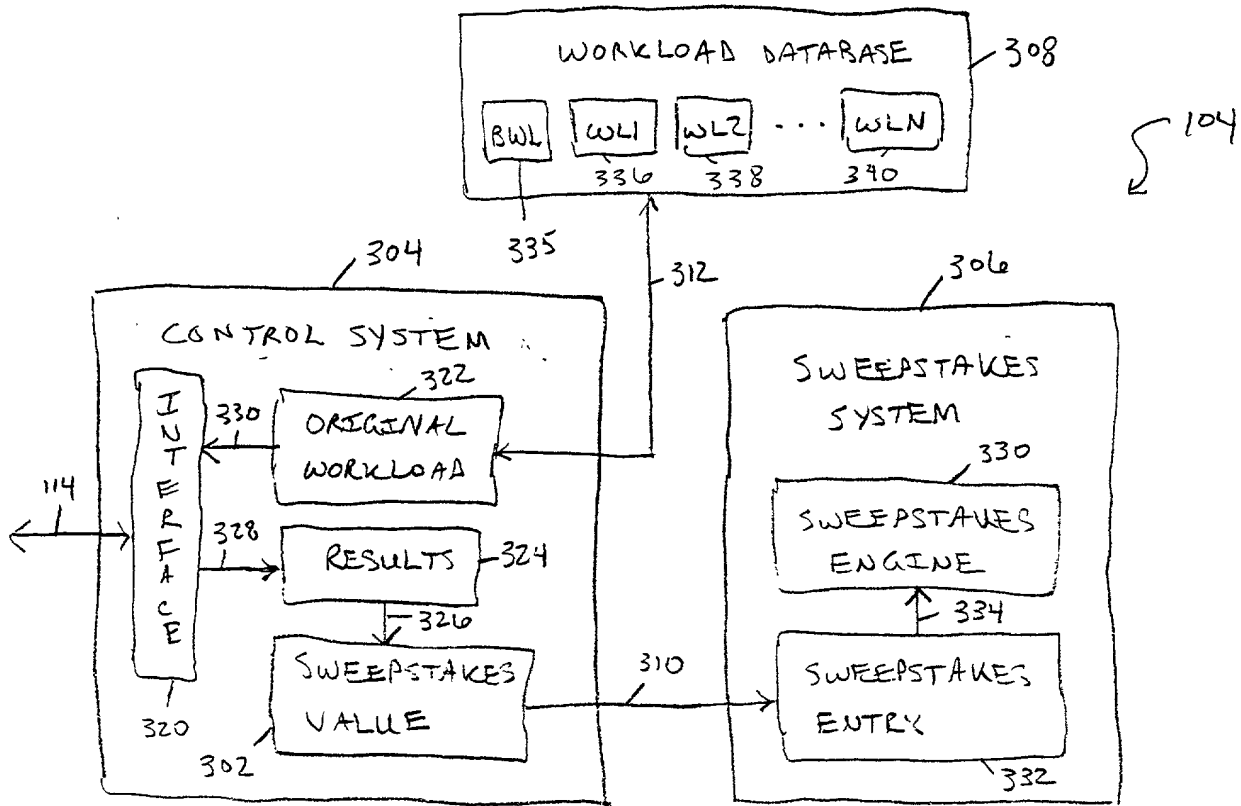 WORKLOAD DATABASE
308
BWL WL1 WL2 ... WLN
336 338 340
335
104
312
304
CONTROL SYSTEM
322
INTERFACE
330
ORIGINAL
WORKLOAD
114
328
RESULTS
324
326
SWEEPSTAKES
VALUE
320
302
310
306
SWEEPSTAKES
SYSTEM
330
SWEEPSTAKES
ENGINE
334
SWEEPSTAKES
ENTRY
332